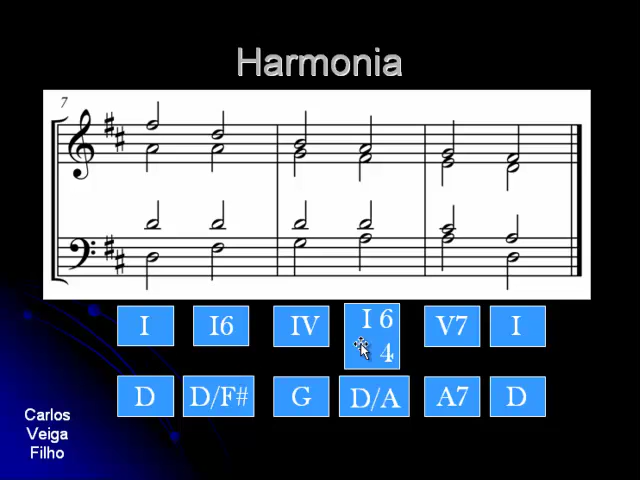 Harmonia
7
I I6 IV I 6 V7 I
4
D D/F# G D/A A7 D
Carlos
Veiga
Filho